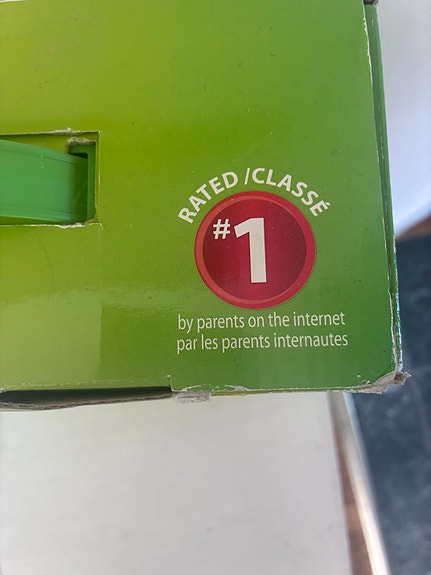 RATED / CLASSÉ
#1
by parents on the internet
par les parents internautes